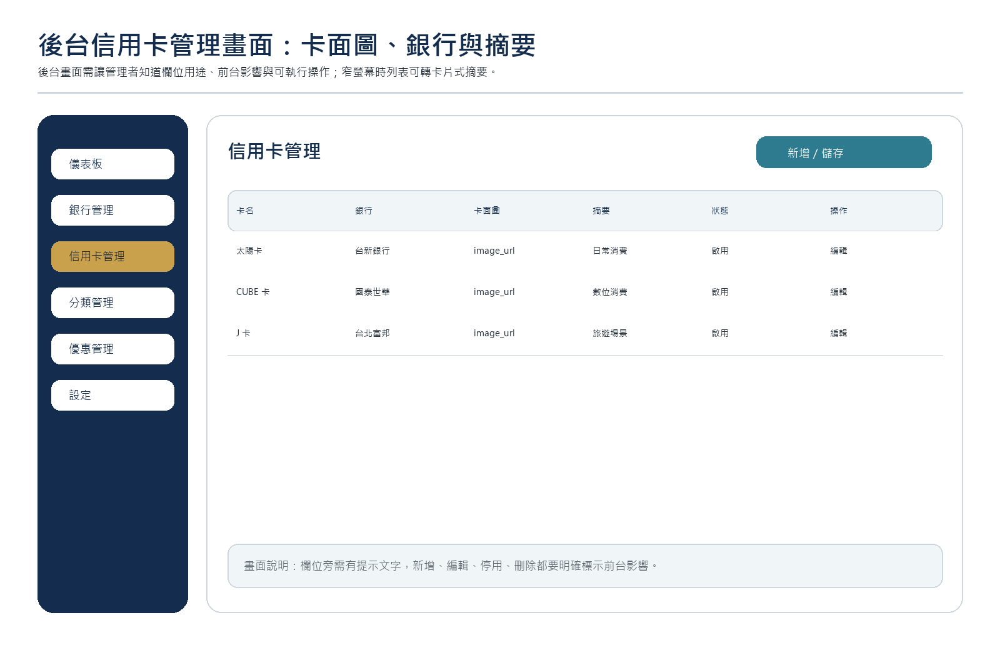 後台信用卡管理畫面：卡面圖、銀行與摘要
後台畫面需讓管理者知道欄位用途、前台影響與可執行操作；窄螢幕時列表可轉卡片式摘要。
儀表板
銀行管理
信用卡管理
分類管理
優惠管理
設定
信用卡管理
新增 / 儲存
卡名 銀行 卡面圖 摘要 狀態 操作
太陽卡 台新銀行 image_url 日常消費 啟用 編輯
CUBE 卡 國泰世華 image_url 數位消費 啟用 編輯
J 卡 台北富邦 image_url 旅遊場景 啟用 編輯
畫面說明：欄位旁需有提示文字，新增、編輯、停用、刪除都要明確標示前台影響。